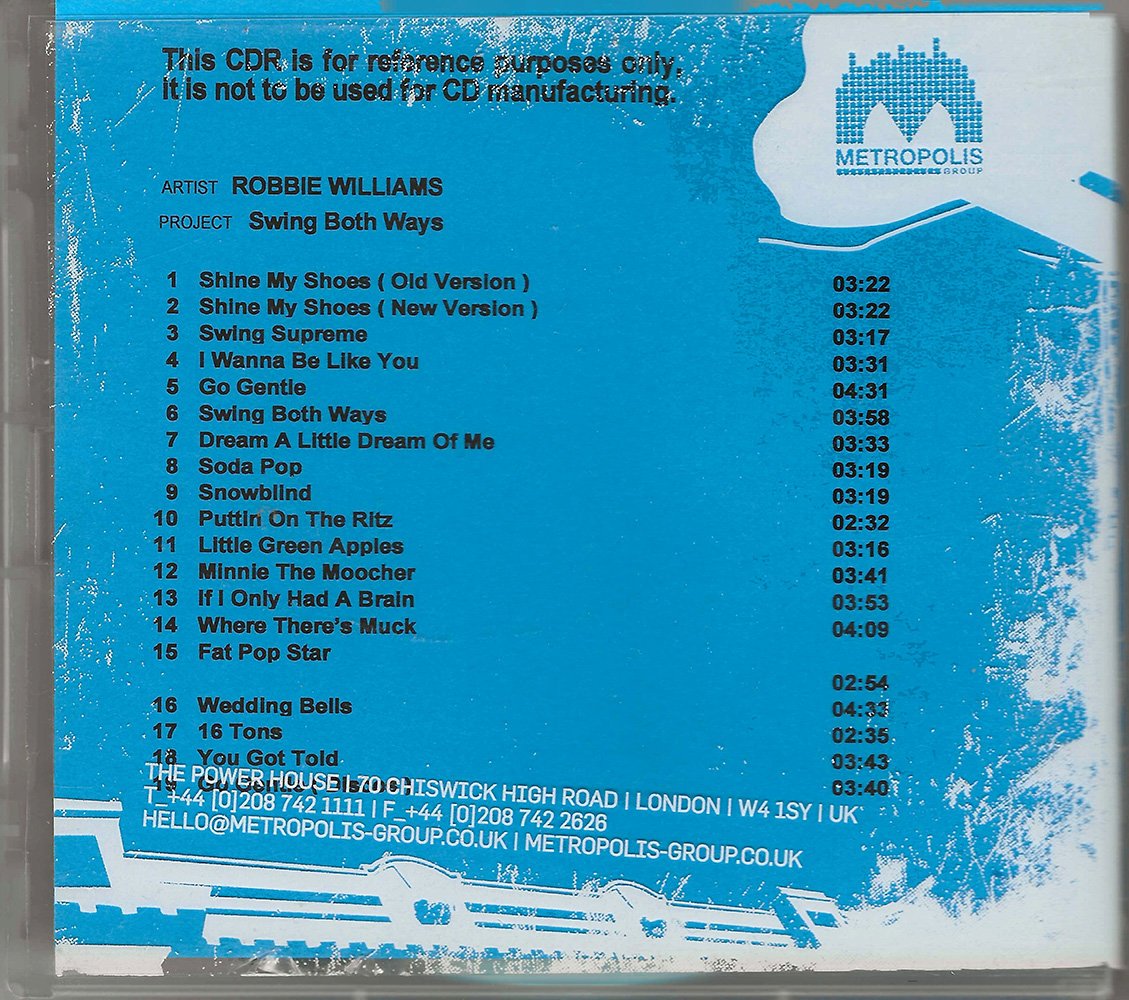 This CDR is for reference purposes only,
it is not to be used for CD manufacturing.
METROPOLIS
GROUP
ARTIST ROBBIE WILLIAMS
PROJECT Swing Both Ways
1 Shine My Shoes ( Old Version ) 03:22
2 Shine My Shoes ( New Version ) 03:22
3 Swing Supreme 03:17
4 I Wanna Be Like You 03:31
5 Go Gentle 04:31
6 Swing Both Ways 03:58
7 Dream A Little Dream Of Me 03:33
8 Soda Pop 03:19
9 Snowblind 03:19
10 Puttin On The Ritz 02:32
11 Little Green Apples 03:16
12 Minnie The Moocher 03:41
13 If I Only Had A Brain 03:53
14 Where There's Muck 04:09
15 Fat Pop Star
02:54
16 Wedding Bells 04:33
17 16 Tons 02:35
18 You Got Told 03:43
19 Go Gentle 03:40
THE POWER HOUSE | 70 CHISWICK HIGH ROAD | LONDON | W4 1SY | UK
T_+44 [0]208 742 1111 | F_+44 [0]208 742 2626
HELLO@METROPOLIS-GROUP.CO.UK | METROPOLIS-GROUP.CO.UK